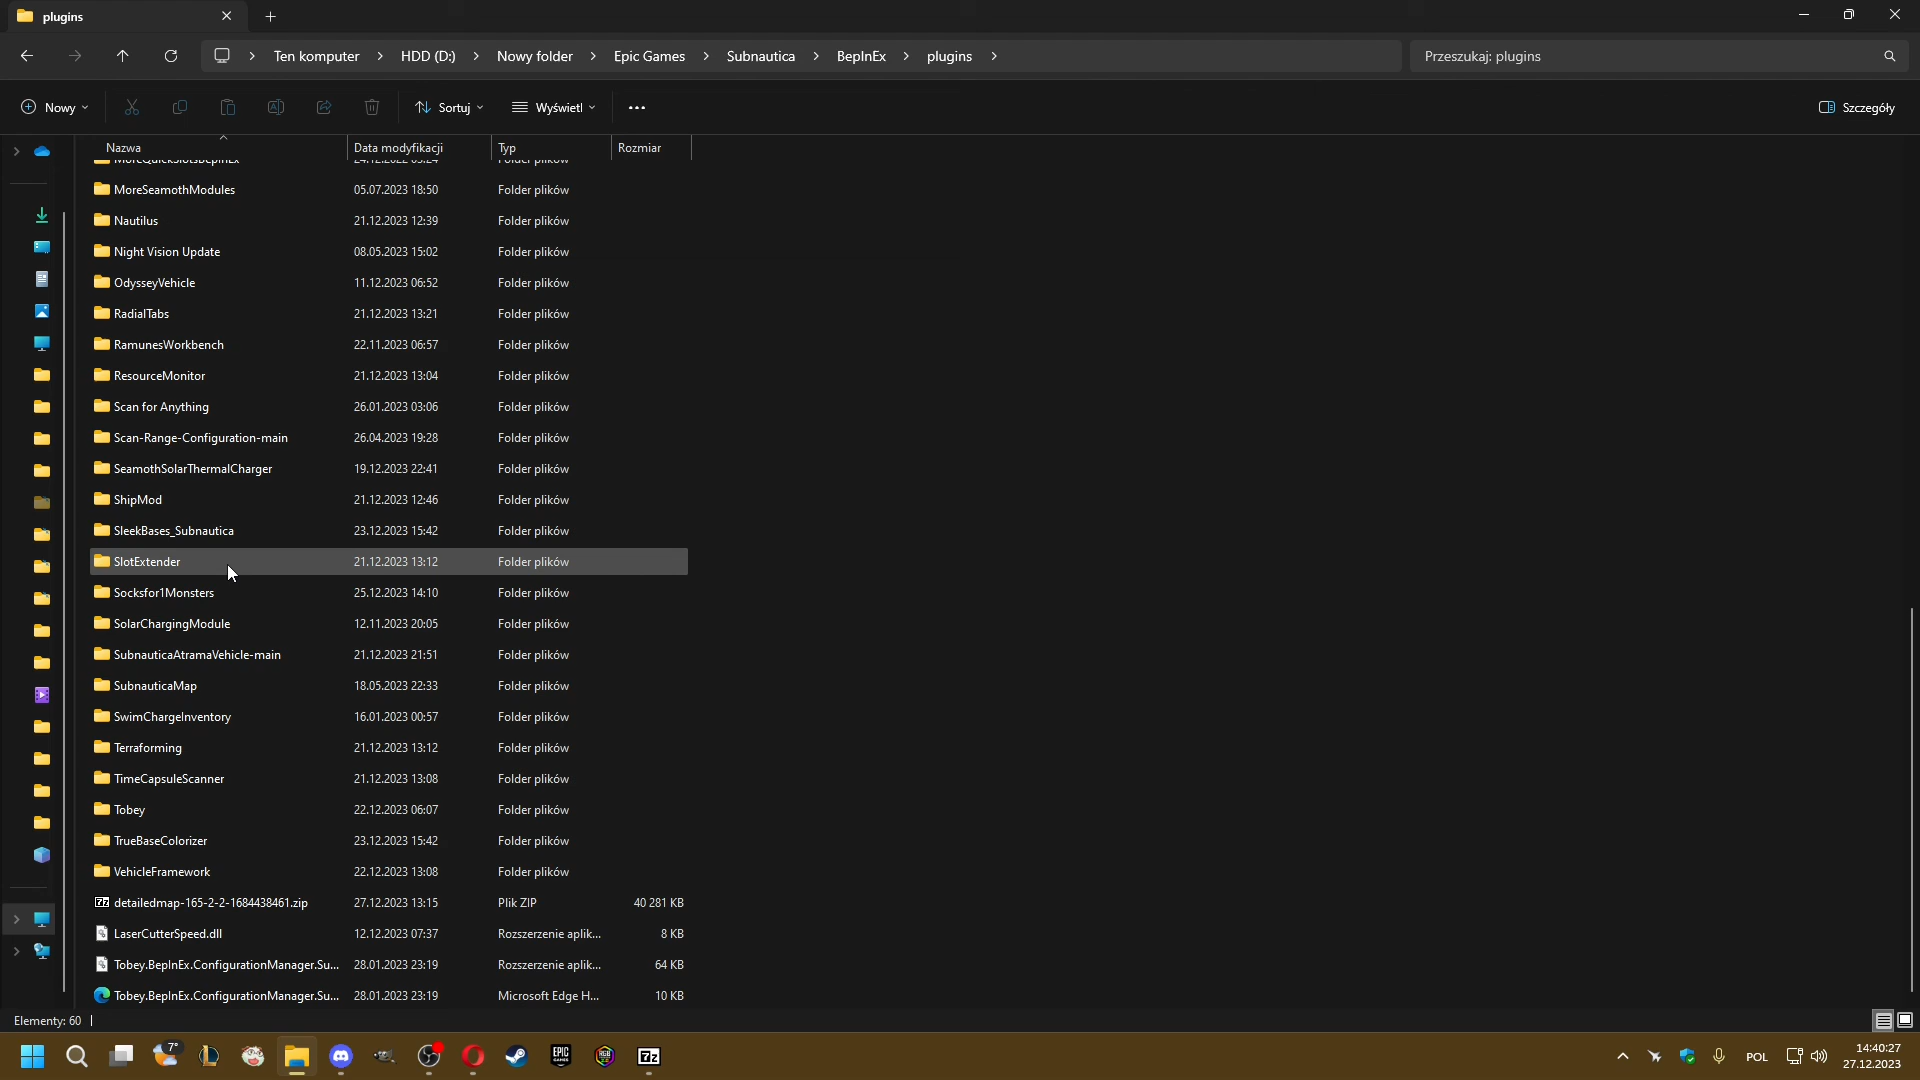 plugins
Ten komputer > HDD (D:) > Nowy folder > Epic Games > Subnautica > BepInEx > plugins >
Przeszukaj: plugins
Nowy
Sortuj
Wyświetl
Szczegóły
Nazwa Data modyfikacji Typ Rozmiar
MoreQuickSlotsBepInEx 24.12.2022 03:24 Folder plików
MoreSeamothModules 05.07.2023 18:50 Folder plików
Nautilus 21.12.2023 12:39 Folder plików
Night Vision Update 08.05.2023 15:02 Folder plików
OdysseyVehicle 11.12.2023 06:52 Folder plików
RadialTabs 21.12.2023 13:21 Folder plików
RamunesWorkbench 22.11.2023 06:57 Folder plików
ResourceMonitor 21.12.2023 13:04 Folder plików
Scan for Anything 26.01.2023 03:06 Folder plików
Scan-Range-Configuration-main 26.04.2023 19:28 Folder plików
SeamothSolarThermalCharger 19.12.2023 22:41 Folder plików
ShipMod 21.12.2023 12:46 Folder plików
SleekBases_Subnautica 23.12.2023 15:42 Folder plików
SlotExtender 21.12.2023 13:12 Folder plików
Socksfor1Monsters 25.12.2023 14:10 Folder plików
SolarChargingModule 12.11.2023 20:05 Folder plików
SubnauticaAtramaVehicle-main 21.12.2023 21:51 Folder plików
SubnauticaMap 18.05.2023 22:33 Folder plików
SwimChargeInventory 16.01.2023 00:57 Folder plików
Terraforming 21.12.2023 13:12 Folder plików
TimeCapsuleScanner 21.12.2023 13:08 Folder plików
Tobey 22.12.2023 06:07 Folder plików
TrueBaseColorizer 23.12.2023 15:42 Folder plików
VehicleFramework 22.12.2023 13:08 Folder plików
detailedmap-165-2-2-1684438461.zip 27.12.2023 13:15 Plik ZIP 40 281 KB
LaserCutterSpeed.dll 12.12.2023 07:37 Rozszerzenie aplik... 8 KB
Tobey.BepInEx.ConfigurationManager.Su... 28.01.2023 23:19 Rozszerzenie aplik... 64 KB
Tobey.BepInEx.ConfigurationManager.Su... 28.01.2023 23:19 Microsoft Edge H... 10 KB
Elementy: 60
7°
EPIC GAMES
7z
POL
14:40:27
27.12.2023